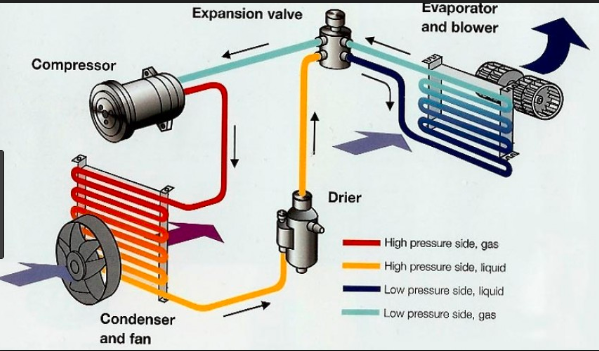 Expansion valve
Evaporator
and blower
Compressor
Drier
High pressure side, gas
High pressure side, liquid
Low pressure side, liquid
Low pressure side, gas
Condenser
and fan